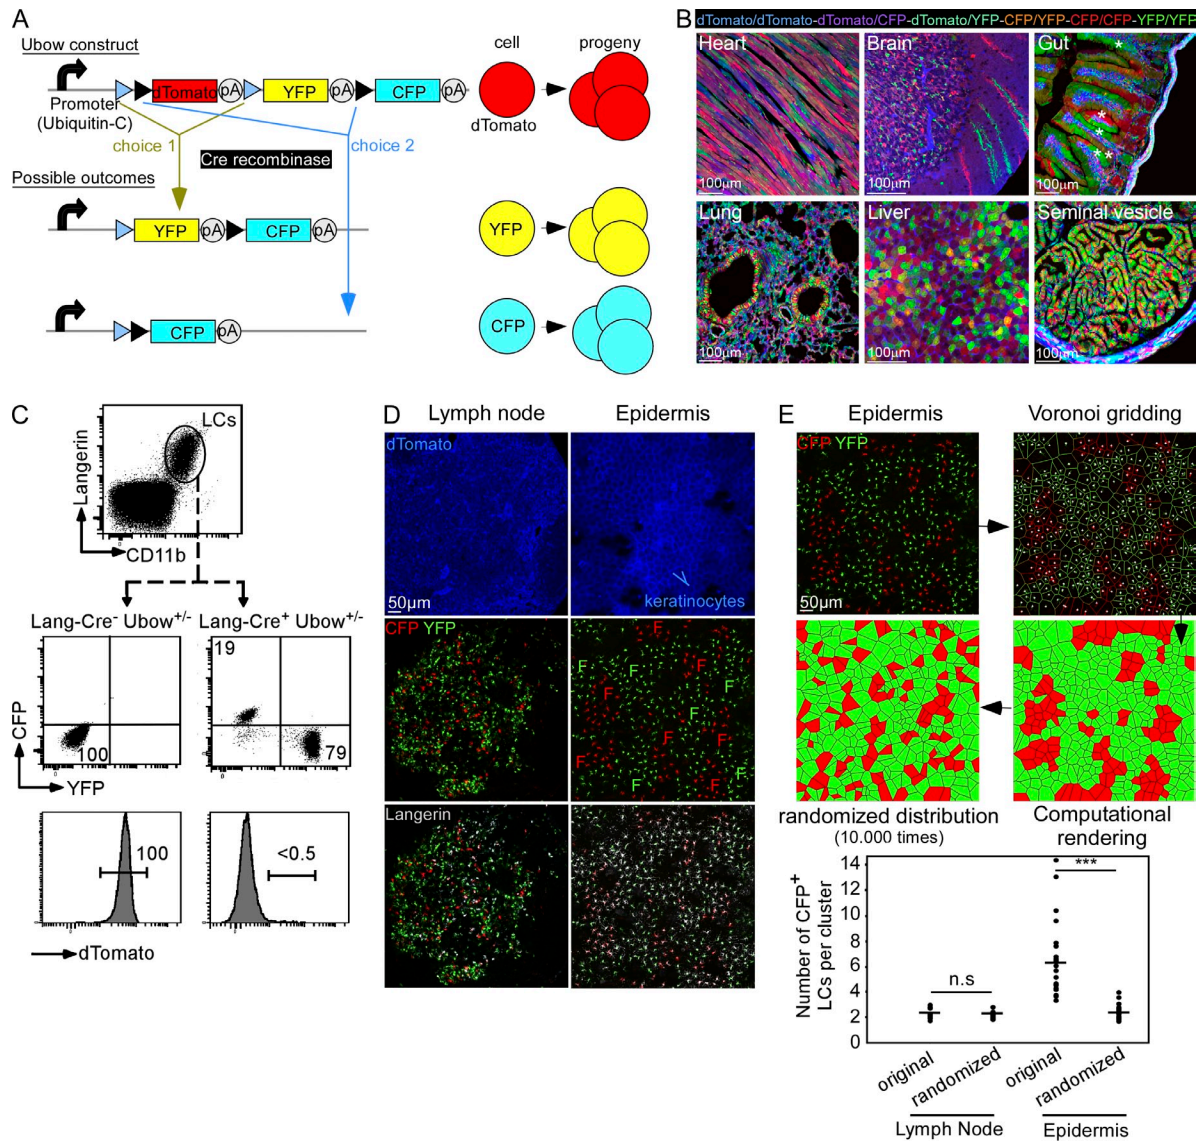 A
Ubow construct
cell
progeny
dTomato
pA
YFP
pA
CFP
pA
dTomato
Promoter
(Ubiquitin-C)
choice 1
choice 2
Cre recombinase
Possible outcomes
YFP
pA
CFP
pA
YFP
CFP
pA
CFP
B
dTomato/dTomato-dTomato/CFP-dTomato/YFP-CFP/YFP-CFP/CFP-YFP/YFP
Heart
Brain
Gut
*
*
*
* *
100µm
100µm
100µm
Lung
Liver
Seminal vesicle
100µm
100µm
100µm
C
LCs
Langerin
CD11b
Lang-Cre- Ubow+/-
Lang-Cre+ Ubow+/-
CFP
100
19
79
YFP
100
<0.5
dTomato
D
Lymph node
Epidermis
dTomato
50µm
keratinocytes
CFP YFP
F
F
F
F
F
F
F
F
F
F
F
F
Langerin
E
Epidermis
Voronoi gridding
CFP YFP
50µm
randomized distribution
(10.000 times)
Computational
rendering
Number of CFP+
LCs per cluster
14
12
10
8
6
4
2
0
n.s
***
original
randomized
original
randomized
Lymph Node
Epidermis